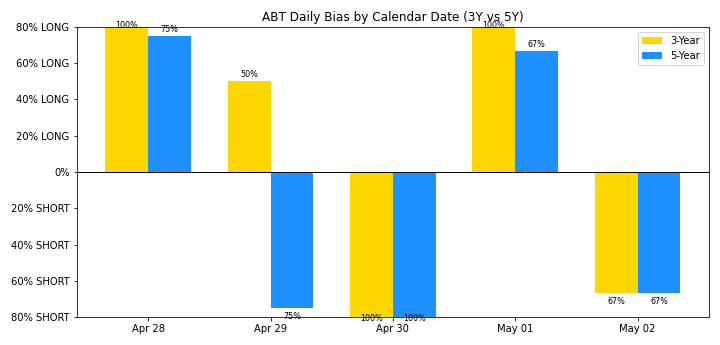 ABT Daily Bias by Calendar Date (3Y vs 5Y)
80% LONG
60% LONG
40% LONG
20% LONG
0%
20% SHORT
40% SHORT
60% SHORT
80% SHORT
100%
75%
50%
75%
100%
100%
100%
67%
67%
67%
3-Year
5-Year
Apr 28
Apr 29
Apr 30
May 01
May 02